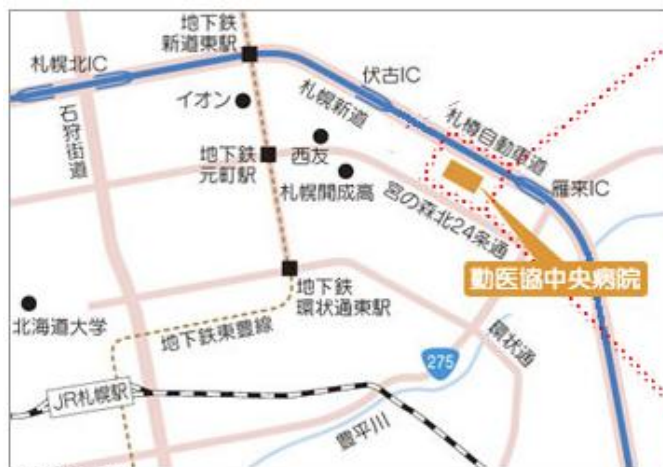 地下鉄
新道東駅
札幌北IC
伏古IC
イオン
札幌新道
札樽自動車道
石狩街道
地下鉄
元町駅
西友
札幌開成高
雁来IC
宮の森北24条通
勤医協中央病院
地下鉄
環状通東駅
北海道大学
地下鉄東豊線
環状通
275
JR札幌駅
豊平川